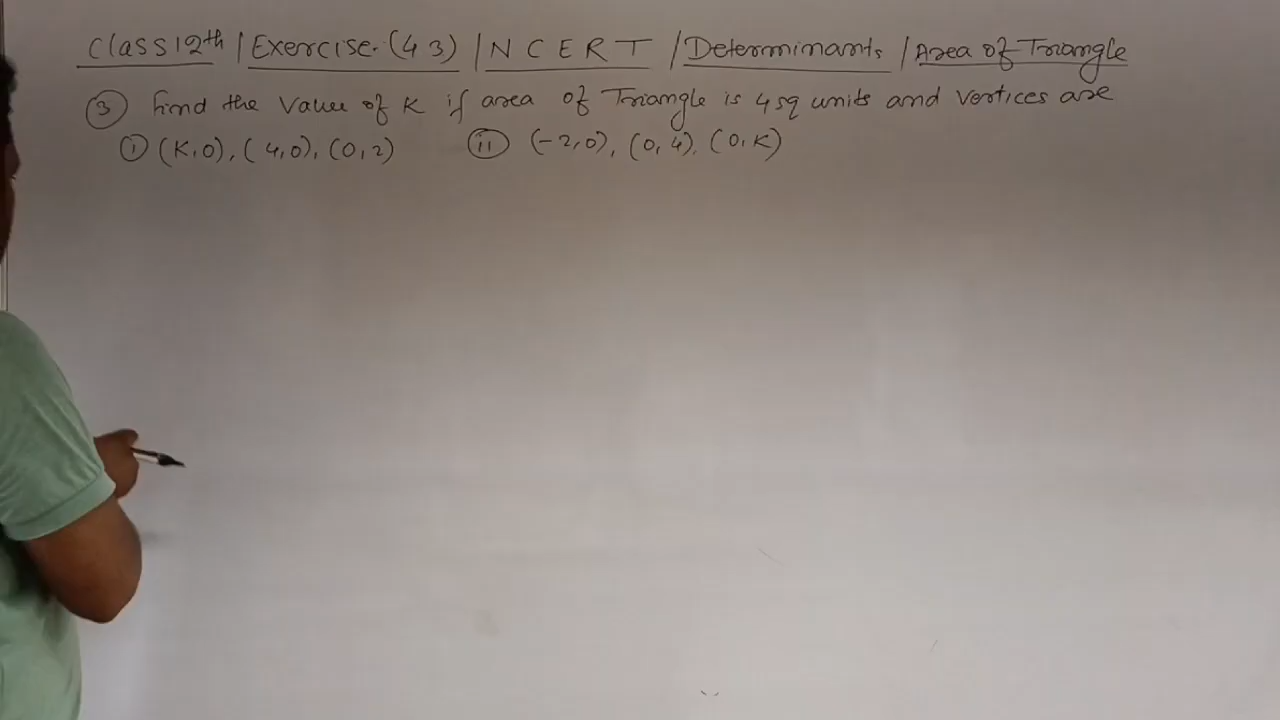 Class 12th / Exercise.(4 3) / N C E R T / Determinants / Area of Triangle
③ Find the Value of K if area of Triangle is 4 sq units and Vertices are
ⓘ (K,0), (4,0), (0,2) ⓘⓘ (-2,0), (0,4), (0,K)